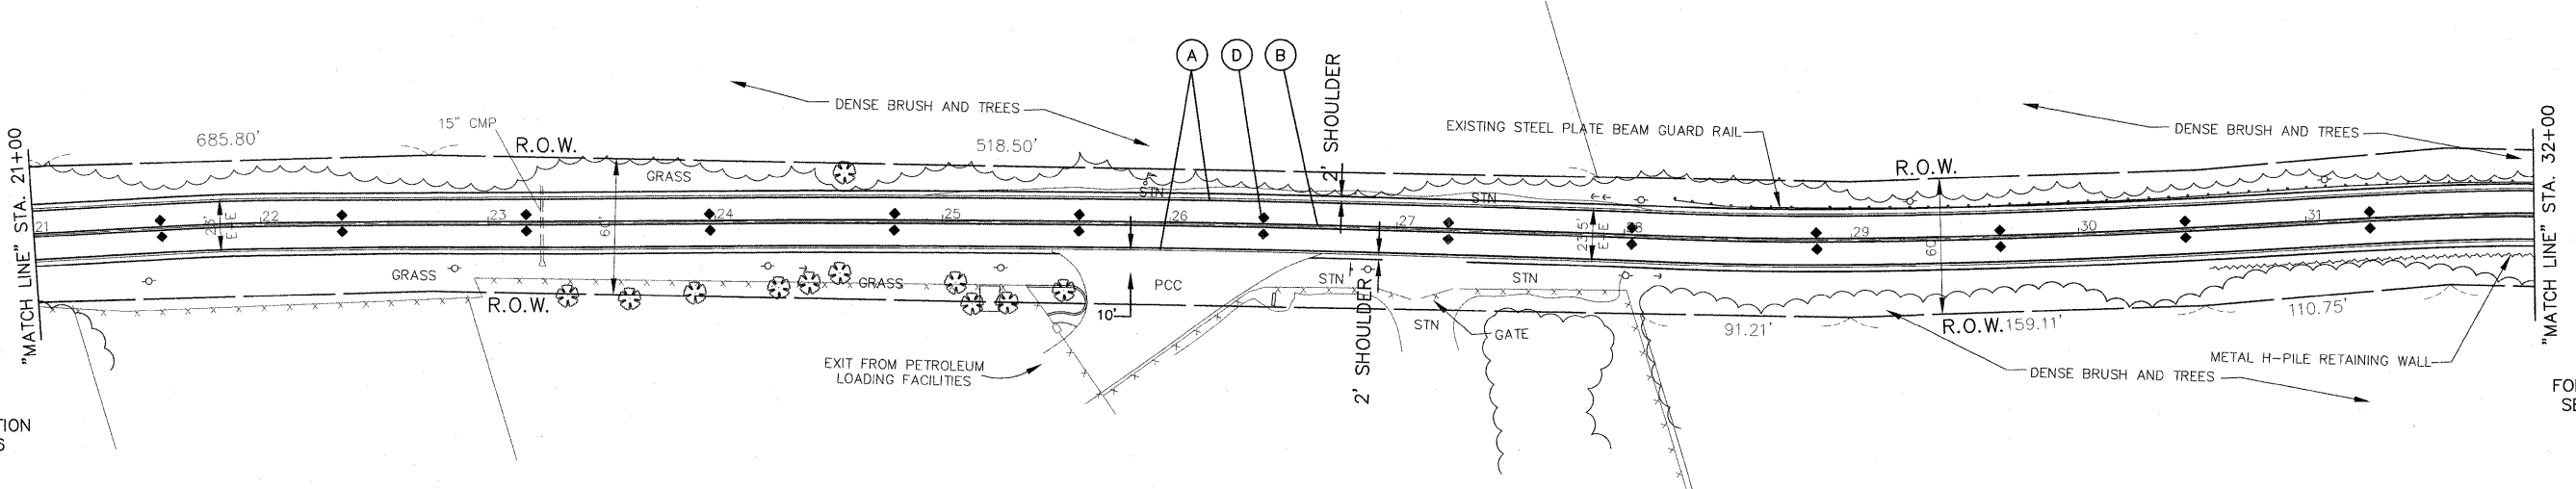 A
D
B
2' SHOULDER
DENSE BRUSH AND TREES
DENSE BRUSH AND TREES
15" CMP
685.80'
R.O.W.
518.50'
EXISTING STEEL PLATE BEAM GUARD RAIL
R.O.W.
"MATCH LINE" STA. 21+00
"MATCH LINE" STA. 32+00
GRASS
STN
STN
21
22
23
24
25
26
27
28
29
30
31
E-E
60'
23.5'
E-E
60'
GRASS
GRASS
PCC
STN
STN
STN
R.O.W.
10'
2' SHOULDER
GATE
91.21'
R.O.W.
159.11'
110.75'
EXIT FROM PETROLEUM
LOADING FACILITIES
METAL H-PILE RETAINING WALL
DENSE BRUSH AND TREES
TION
6
FO
SE